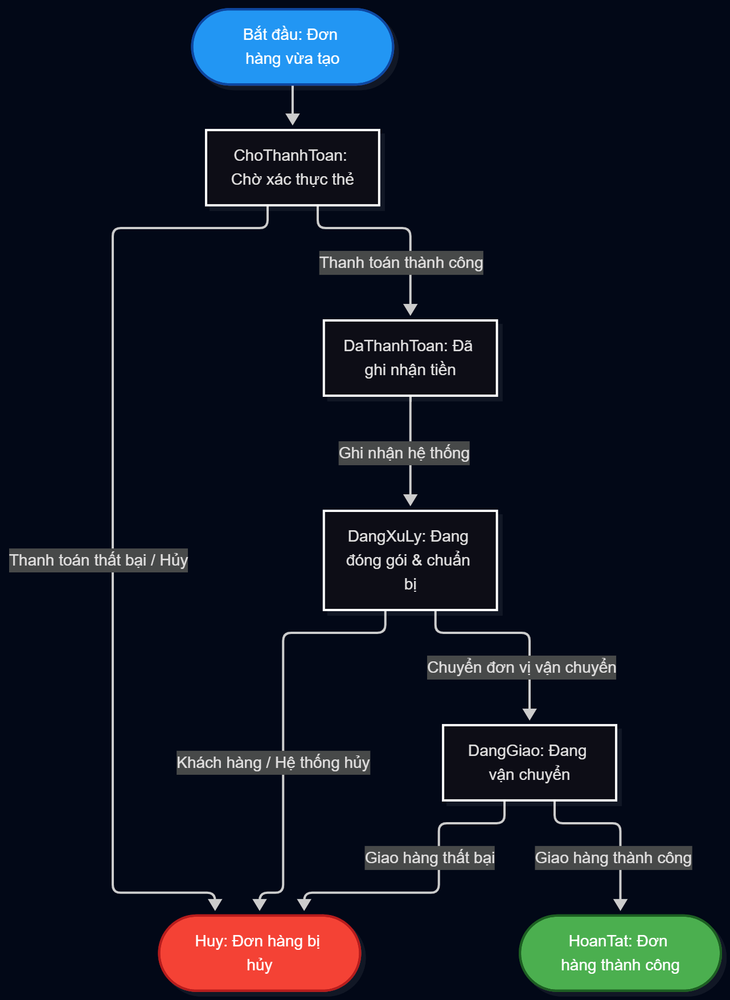 Bắt đầu: Đơn
hàng vừa tạo
ChoThanhToan:
Chờ xác thực thẻ
Thanh toán thành công
DaThanhToan: Đã
ghi nhận tiền
Ghi nhận hệ thống
DangXuLy: Đang
đóng gói & chuẩn
bị
Thanh toán thất bại / Hủy
Chuyển đơn vị vận chuyển
DangGiao: Đang
vận chuyển
Khách hàng / Hệ thống hủy
Giao hàng thất bại
Giao hàng thành công
Huy: Đơn hàng bị
hủy
HoanTat: Đơn
hàng thành công